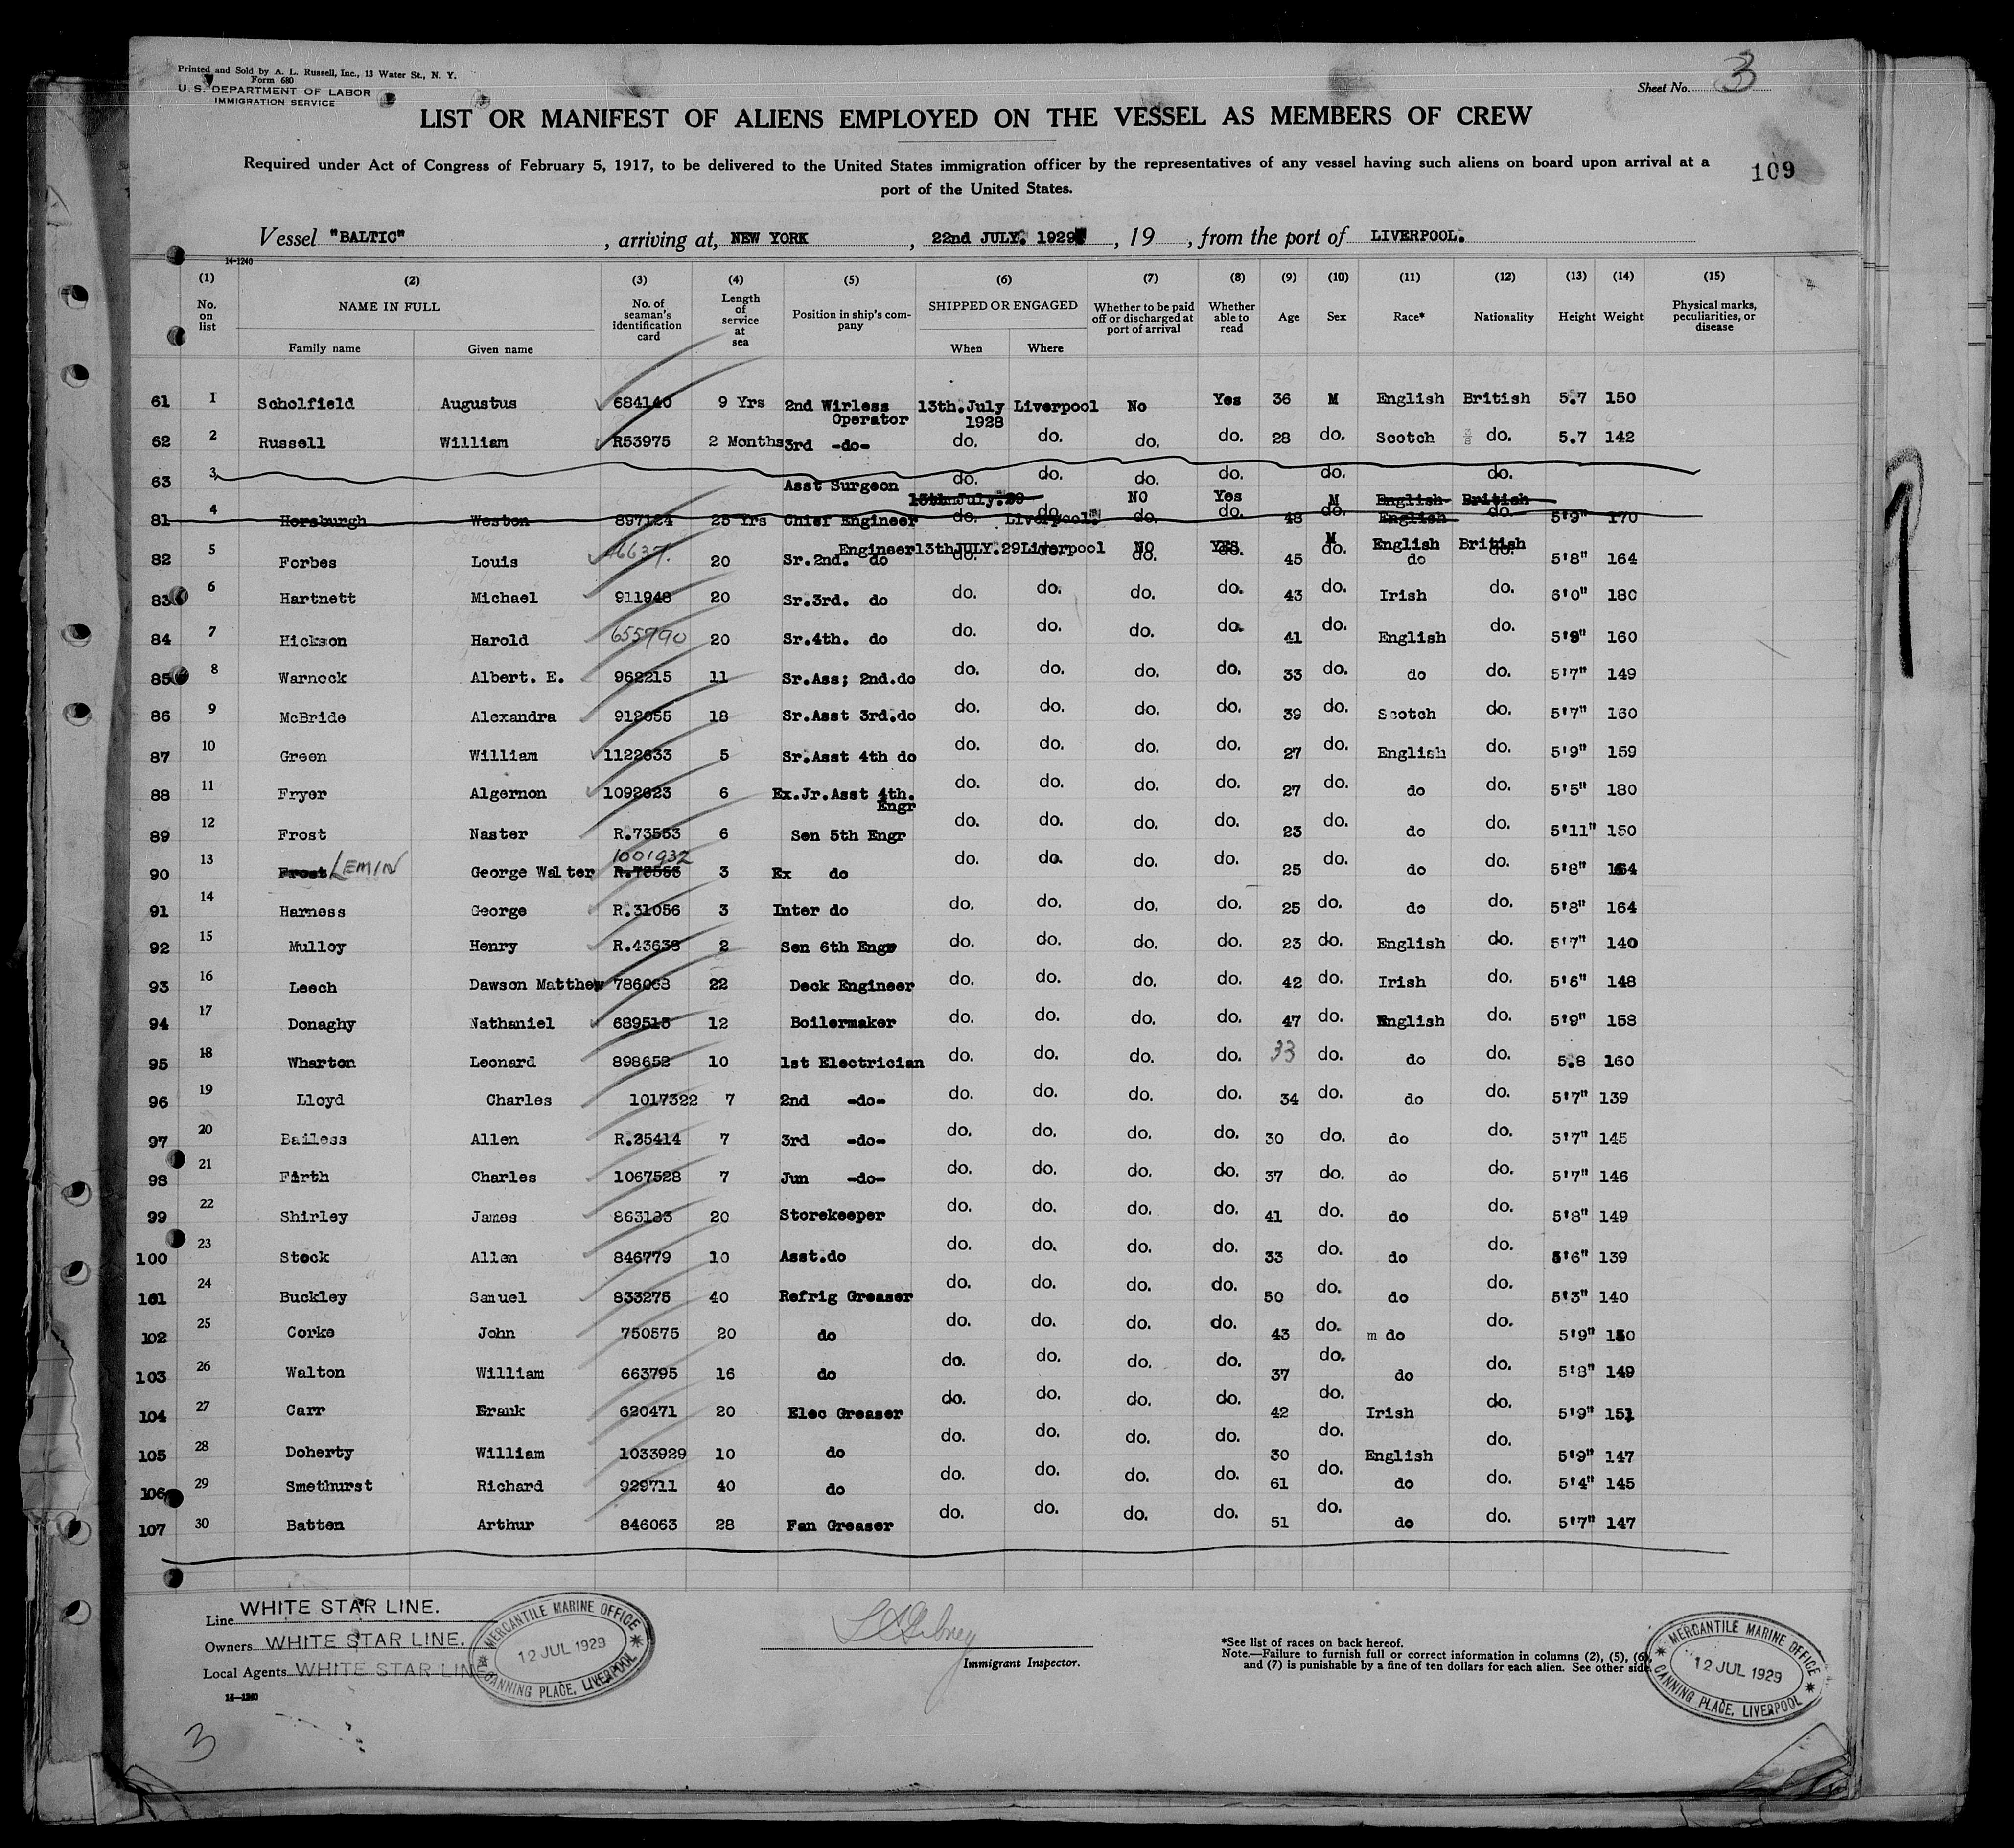 Printed and Sold by A. L. Russell, Inc., 13 Water St., N. Y.
Form 680
U. S. DEPARTMENT OF LABOR
IMMIGRATION SERVICE
Sheet No. 3
LIST OR MANIFEST OF ALIENS EMPLOYED ON THE VESSEL AS MEMBERS OF CREW
Required under Act of Congress of February 5, 1917, to be delivered to the United States immigration officer by the representatives of any vessel having such aliens on board upon arrival at a
port of the United States.
109
Vessel "BALTIC" , arriving at, NEW YORK , 22nd JULY. 1929 , 19 , from the port of LIVERPOOL.
14-1240
(1) (2) (3) (4) (5) (6) (7) (8) (9) (10) (11) (12) (13) (14) (15)
No. on list NAME IN FULL No. of seaman's identification card Length of service at sea Position in ship's company SHIPPED OR ENGAGED Whether to be paid off or discharged at port of arrival Whether able to read Age Sex Race* Nationality Height Weight Physical marks, peculiarities, or disease
Family name Given name When Where
61 1 Scholfield Augustus 684140 9 Yrs 2nd Wirless 13th.July Liverpool No Yes 36 M English British 5.7 150
Operator 1928
62 2 Russell William R53975 2 Months 3rd -do- do. do. do. do. 28 do. Scotch do. 5.7 142
63 3 Asst Surgeon do. do. do. do. do. do.
13th July.29 NO Yes M English British
81 4 Horsburgh Weston 897124 25 Yrs Chief Engineer do. do. Liverpool. do. do. 48 do. English do. 5'9" 170
Engineer 13thJULY.29 Liverpool NO YES M English British
82 5 Forbes Louis 20 Sr.2nd. do do. do. do. do. 45 do. do do. 5'8" 164
83 6 Hartnett Michael 911948 20 Sr.3rd. do do. do. do. do. 43 do. Irish do. 6'0" 180
84 7 Hickson Harold 655790 20 Sr.4th. do do. do. do. do. 41 do. English do. 5'9" 160
85 8 Warnock Albert. E. 962215 11 Sr.Ass; 2nd.do do. do. do. do. 33 do. do do. 5'7" 149
86 9 McBride Alexandra 912055 18 Sr.Asst 3rd.do do. do. do. do. 39 do. Scotch do. 5'7" 160
87 10 Green William 1122633 5 Sr.Asst 4th do do. do. do. do. 27 do. English do. 5'9" 159
88 11 Fryer Algernon 1092623 6 Ex.Jr.Asst 4th. do. do. do. do. 27 do. do do. 5'5" 180
Engr
89 12 Frost Naster R.73553 6 Sen 5th Engr do. do. do. do. 23 do. do do. 5'11" 150
1001932
90 13 Frost LEMIN George Walter R.73553 3 Ex do do. do. do. do. 25 do. do do. 5'8" 164
91 14 Harness George R.31056 3 Inter do do. do. do. do. 25 do. do do. 5'8" 164
92 15 Mulloy Henry R.43638 2 Sen 6th Engr do. do. do. do. 23 do. English do. 5'7" 140
93 16 Leech Dawson Matthew 786063 22 Deck Engineer do. do. do. do. 42 do. Irish do. 5'6" 148
94 17 Donaghy Nathaniel 689515 12 Boilermaker do. do. do. do. 47 do. English do. 5'9" 158
95 18 Wharton Leonard 898652 10 1st Electrician do. do. do. do. 33 do. do do. 5.8 160
96 19 Lloyd Charles 1017322 7 2nd -do- do. do. do. do. 34 do. do do. 5'7" 139
97 20 Bailess Allen R.35414 7 3rd -do- do. do. do. do. 30 do. do do. 5'7" 145
98 21 Firth Charles 1067528 7 Jun -do- do. do. do. do. 37 do. do do. 5'7" 146
99 22 Shirley James 863133 20 Storekeeper do. do. do. do. 41 do. do do. 5'8" 149
100 23 Stock Allen 846779 10 Asst.do do. do. do. do. 33 do. do do. 5'6" 139
101 24 Buckley Samuel 833275 40 Refrig Greaser do. do. do. do. 50 do. do do. 5'3" 140
102 25 Corke John 750575 20 do do. do. do. do. 43 do. m do do. 5'9" 150
103 26 Walton William 663795 16 do do. do. do. do. 37 do. do do. 5'8" 149
104 27 Carr Frank 620471 20 Elec Greaser do. do. do. do. 42 do. Irish do. 5'9" 151
105 28 Doherty William 1033929 10 do do. do. do. do. 30 do. English do. 5'9" 147
106 29 Smethurst Richard 929711 40 do do. do. do. do. 61 do. do do. 5'4" 145
107 30 Batten Arthur 846063 28 Fan Greaser do. do. do. do. 51 do. do do. 5'7" 147
Line WHITE STAR LINE.
Owners WHITE STAR LINE.
Local Agents WHITE STAR LINE
14-1240
MERCANTILE MARINE OFFICE
12 JUL 1929
CANNING PLACE, LIVERPOOL
Immigrant Inspector.
*See list of races on back hereof.
Note.—Failure to furnish full or correct information in columns (2), (5), (6),
and (7) is punishable by a fine of ten dollars for each alien. See other side.
MERCANTILE MARINE OFFICE
12 JUL 1929
CANNING PLACE, LIVERPOOL
3